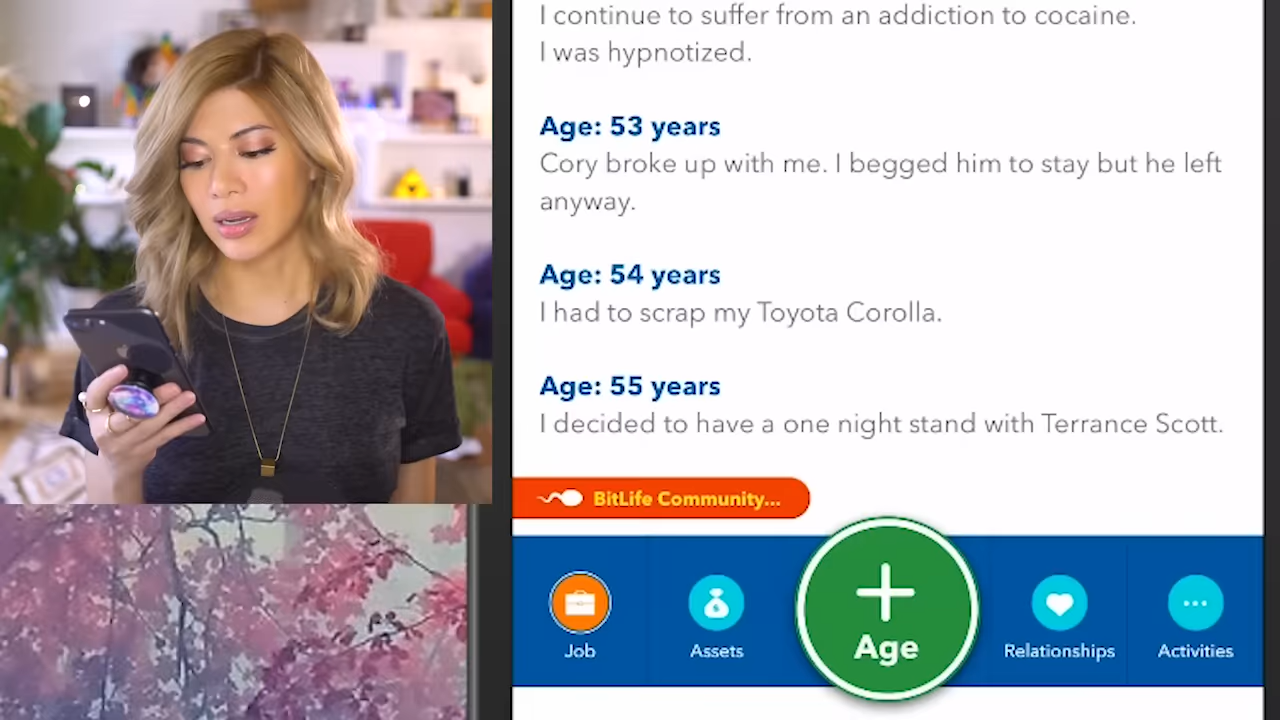 I continue to suffer from an addiction to cocaine.
I was hypnotized.
Age: 53 years
Cory broke up with me. I begged him to stay but he left
anyway.
Age: 54 years
I had to scrap my Toyota Corolla.
Age: 55 years
I decided to have a one night stand with Terrance Scott.
BitLife Community...
Job
Assets
Age
Relationships
Activities